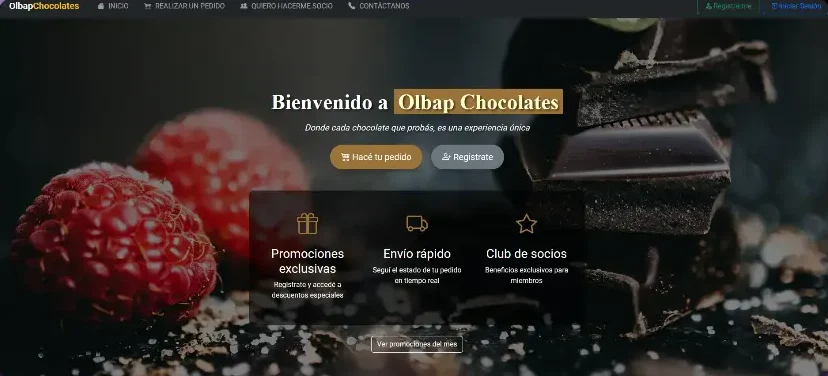 OlbapChocolates INICIO REALIZAR UN PEDIDO QUIERO HACERME SOCIO CONTÁCTANOS Registrarme Iniciar Sesión
Bienvenido a Olbap Chocolates
Donde cada chocolate que probás, es una experiencia única
Hacé tu pedido Registrate
Promociones exclusivas
Registrate y accedé a descuentos especiales
Envío rápido
Seguí el estado de tu pedido en tiempo real
Club de socios
Beneficios exclusivos para miembros
Ver promociones del mes